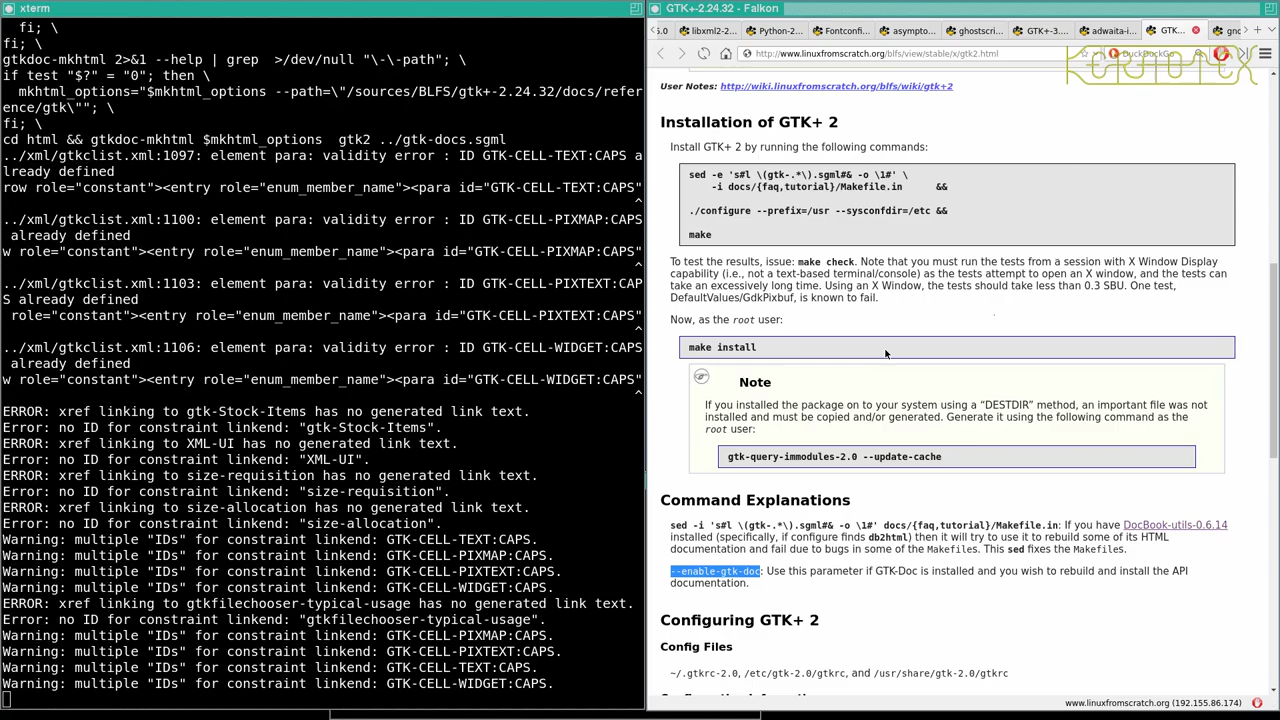 xterm
  fi; \
fi; \
gtkdoc-mkhtml 2>&1 --help | grep  >/dev/null "\-\-path"; \
if test "$?" = "0"; then \
  mkhtml_options="$mkhtml_options --path=\"/sources/BLFS/gtk+-2.24.32/docs/refer
ence/gtk\""; \
fi; \
cd html && gtkdoc-mkhtml $mkhtml_options  gtk2 ../gtk-docs.sgml
../xml/gtkclist.xml:1097: element para: validity error : ID GTK-CELL-TEXT:CAPS a
lready defined
row role="constant"><entry role="enum_member_name"><para id="GTK-CELL-TEXT:CAPS"
^
../xml/gtkclist.xml:1100: element para: validity error : ID GTK-CELL-PIXMAP:CAPS
 already defined
w role="constant"><entry role="enum_member_name"><para id="GTK-CELL-PIXMAP:CAPS"
^
../xml/gtkclist.xml:1103: element para: validity error : ID GTK-CELL-PIXTEXT:CAP
S already defined
 role="constant"><entry role="enum_member_name"><para id="GTK-CELL-PIXTEXT:CAPS"
^
../xml/gtkclist.xml:1106: element para: validity error : ID GTK-CELL-WIDGET:CAPS
 already defined
w role="constant"><entry role="enum_member_name"><para id="GTK-CELL-WIDGET:CAPS"
^
ERROR: xref linking to gtk-Stock-Items has no generated link text.
Error: no ID for constraint linkend: "gtk-Stock-Items".
ERROR: xref linking to XML-UI has no generated link text.
Error: no ID for constraint linkend: "XML-UI".
ERROR: xref linking to size-requisition has no generated link text.
Error: no ID for constraint linkend: "size-requisition".
ERROR: xref linking to size-allocation has no generated link text.
Error: no ID for constraint linkend: "size-allocation".
Warning: multiple "IDs" for constraint linkend: GTK-CELL-TEXT:CAPS.
Warning: multiple "IDs" for constraint linkend: GTK-CELL-PIXMAP:CAPS.
Warning: multiple "IDs" for constraint linkend: GTK-CELL-PIXTEXT:CAPS.
Warning: multiple "IDs" for constraint linkend: GTK-CELL-WIDGET:CAPS.
ERROR: xref linking to gtkfilechooser-typical-usage has no generated link text.
Error: no ID for constraint linkend: "gtkfilechooser-typical-usage".
Warning: multiple "IDs" for constraint linkend: GTK-CELL-PIXMAP:CAPS.
Warning: multiple "IDs" for constraint linkend: GTK-CELL-PIXTEXT:CAPS.
Warning: multiple "IDs" for constraint linkend: GTK-CELL-TEXT:CAPS.
Warning: multiple "IDs" for constraint linkend: GTK-CELL-WIDGET:CAPS.
GTK+-2.24.32 - Falkon
5.0 libxml2-2... Python-2... Fontconfi... asympto... ghostscri... GTK+-3.... adwaita-i... GTK... gno
http://www.linuxfromscratch.org/blfs/view/stable/x/gtk2.html DuckDuckGo
User Notes: http://wiki.linuxfromscratch.org/blfs/wiki/gtk+2
Installation of GTK+ 2
Install GTK+ 2 by running the following commands:
sed -e 's#l \(gtk-.*\).sgml#& -o \1#' \
    -i docs/{faq,tutorial}/Makefile.in      &&
./configure --prefix=/usr --sysconfdir=/etc &&
make
To test the results, issue: make check. Note that you must run the tests from a session with X Window Display
capability (i.e., not a text-based terminal/console) as the tests attempt to open an X window, and the tests can
take an excessively long time. Using an X Window, the tests should take less than 0.3 SBU. One test,
DefaultValues/GdkPixbuf, is known to fail.
Now, as the root user:
make install
Note
If you installed the package on to your system using a “DESTDIR” method, an important file was not
installed and must be copied and/or generated. Generate it using the following command as the
root user:
gtk-query-immodules-2.0 --update-cache
Command Explanations
sed -i 's#l \(gtk-.*\).sgml#& -o \1#' docs/{faq,tutorial}/Makefile.in: If you have DocBook-utils-0.6.14
installed (specifically, if configure finds db2html) then it will try to use it to rebuild some of its HTML
documentation and fail due to bugs in some of the Makefiles. This sed fixes the Makefiles.
--enable-gtk-doc: Use this parameter if GTK-Doc is installed and you wish to rebuild and install the API
documentation.
Configuring GTK+ 2
Config Files
~/.gtkrc-2.0, /etc/gtk-2.0/gtkrc, and /usr/share/gtk-2.0/gtkrc
www.linuxfromscratch.org (192.155.86.174)